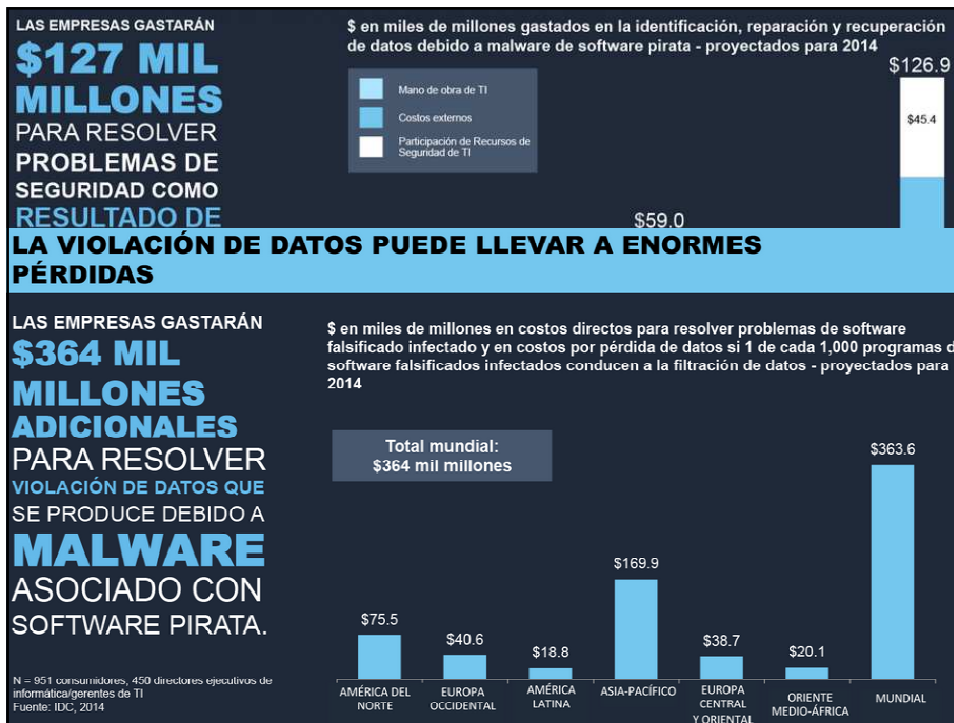 LAS EMPRESAS GASTARÁN
$127 MIL
MILLONES
PARA RESOLVER
PROBLEMAS DE
SEGURIDAD COMO
RESULTADO DE
$ en miles de millones gastados en la identificación, reparación y recuperación
de datos debido a malware de software pirata - proyectados para 2014
Mano de obra de TI
Costos externos
Participación de Recursos de
Seguridad de TI
$126.9
$45.4
$59.0
LA VIOLACIÓN DE DATOS PUEDE LLEVAR A ENORMES
PÉRDIDAS
LAS EMPRESAS GASTARÁN
$364 MIL
MILLONES
ADICIONALES
PARA RESOLVER
VIOLACIÓN DE DATOS QUE
SE PRODUCE DEBIDO A
MALWARE
ASOCIADO CON
SOFTWARE PIRATA.
N = 951 consumidores, 450 directores ejecutivos de
informática/gerentes de TI
Fuente: IDC, 2014
$ en miles de millones en costos directos para resolver problemas de software
falsificado infectado y en costos por pérdida de datos si 1 de cada 1,000 programas d
software falsificados infectados conducen a la filtración de datos - proyectados para
2014
Total mundial:
$364 mil millones
$75.5
$40.6
$18.8
$169.9
$38.7
$20.1
$363.6
AMÉRICA DEL
NORTE
EUROPA
OCCIDENTAL
AMÉRICA
LATINA
ASIA-PACÍFICO
EUROPA
CENTRAL
Y ORIENTAL
ORIENTE
MEDIO-ÁFRICA
MUNDIAL